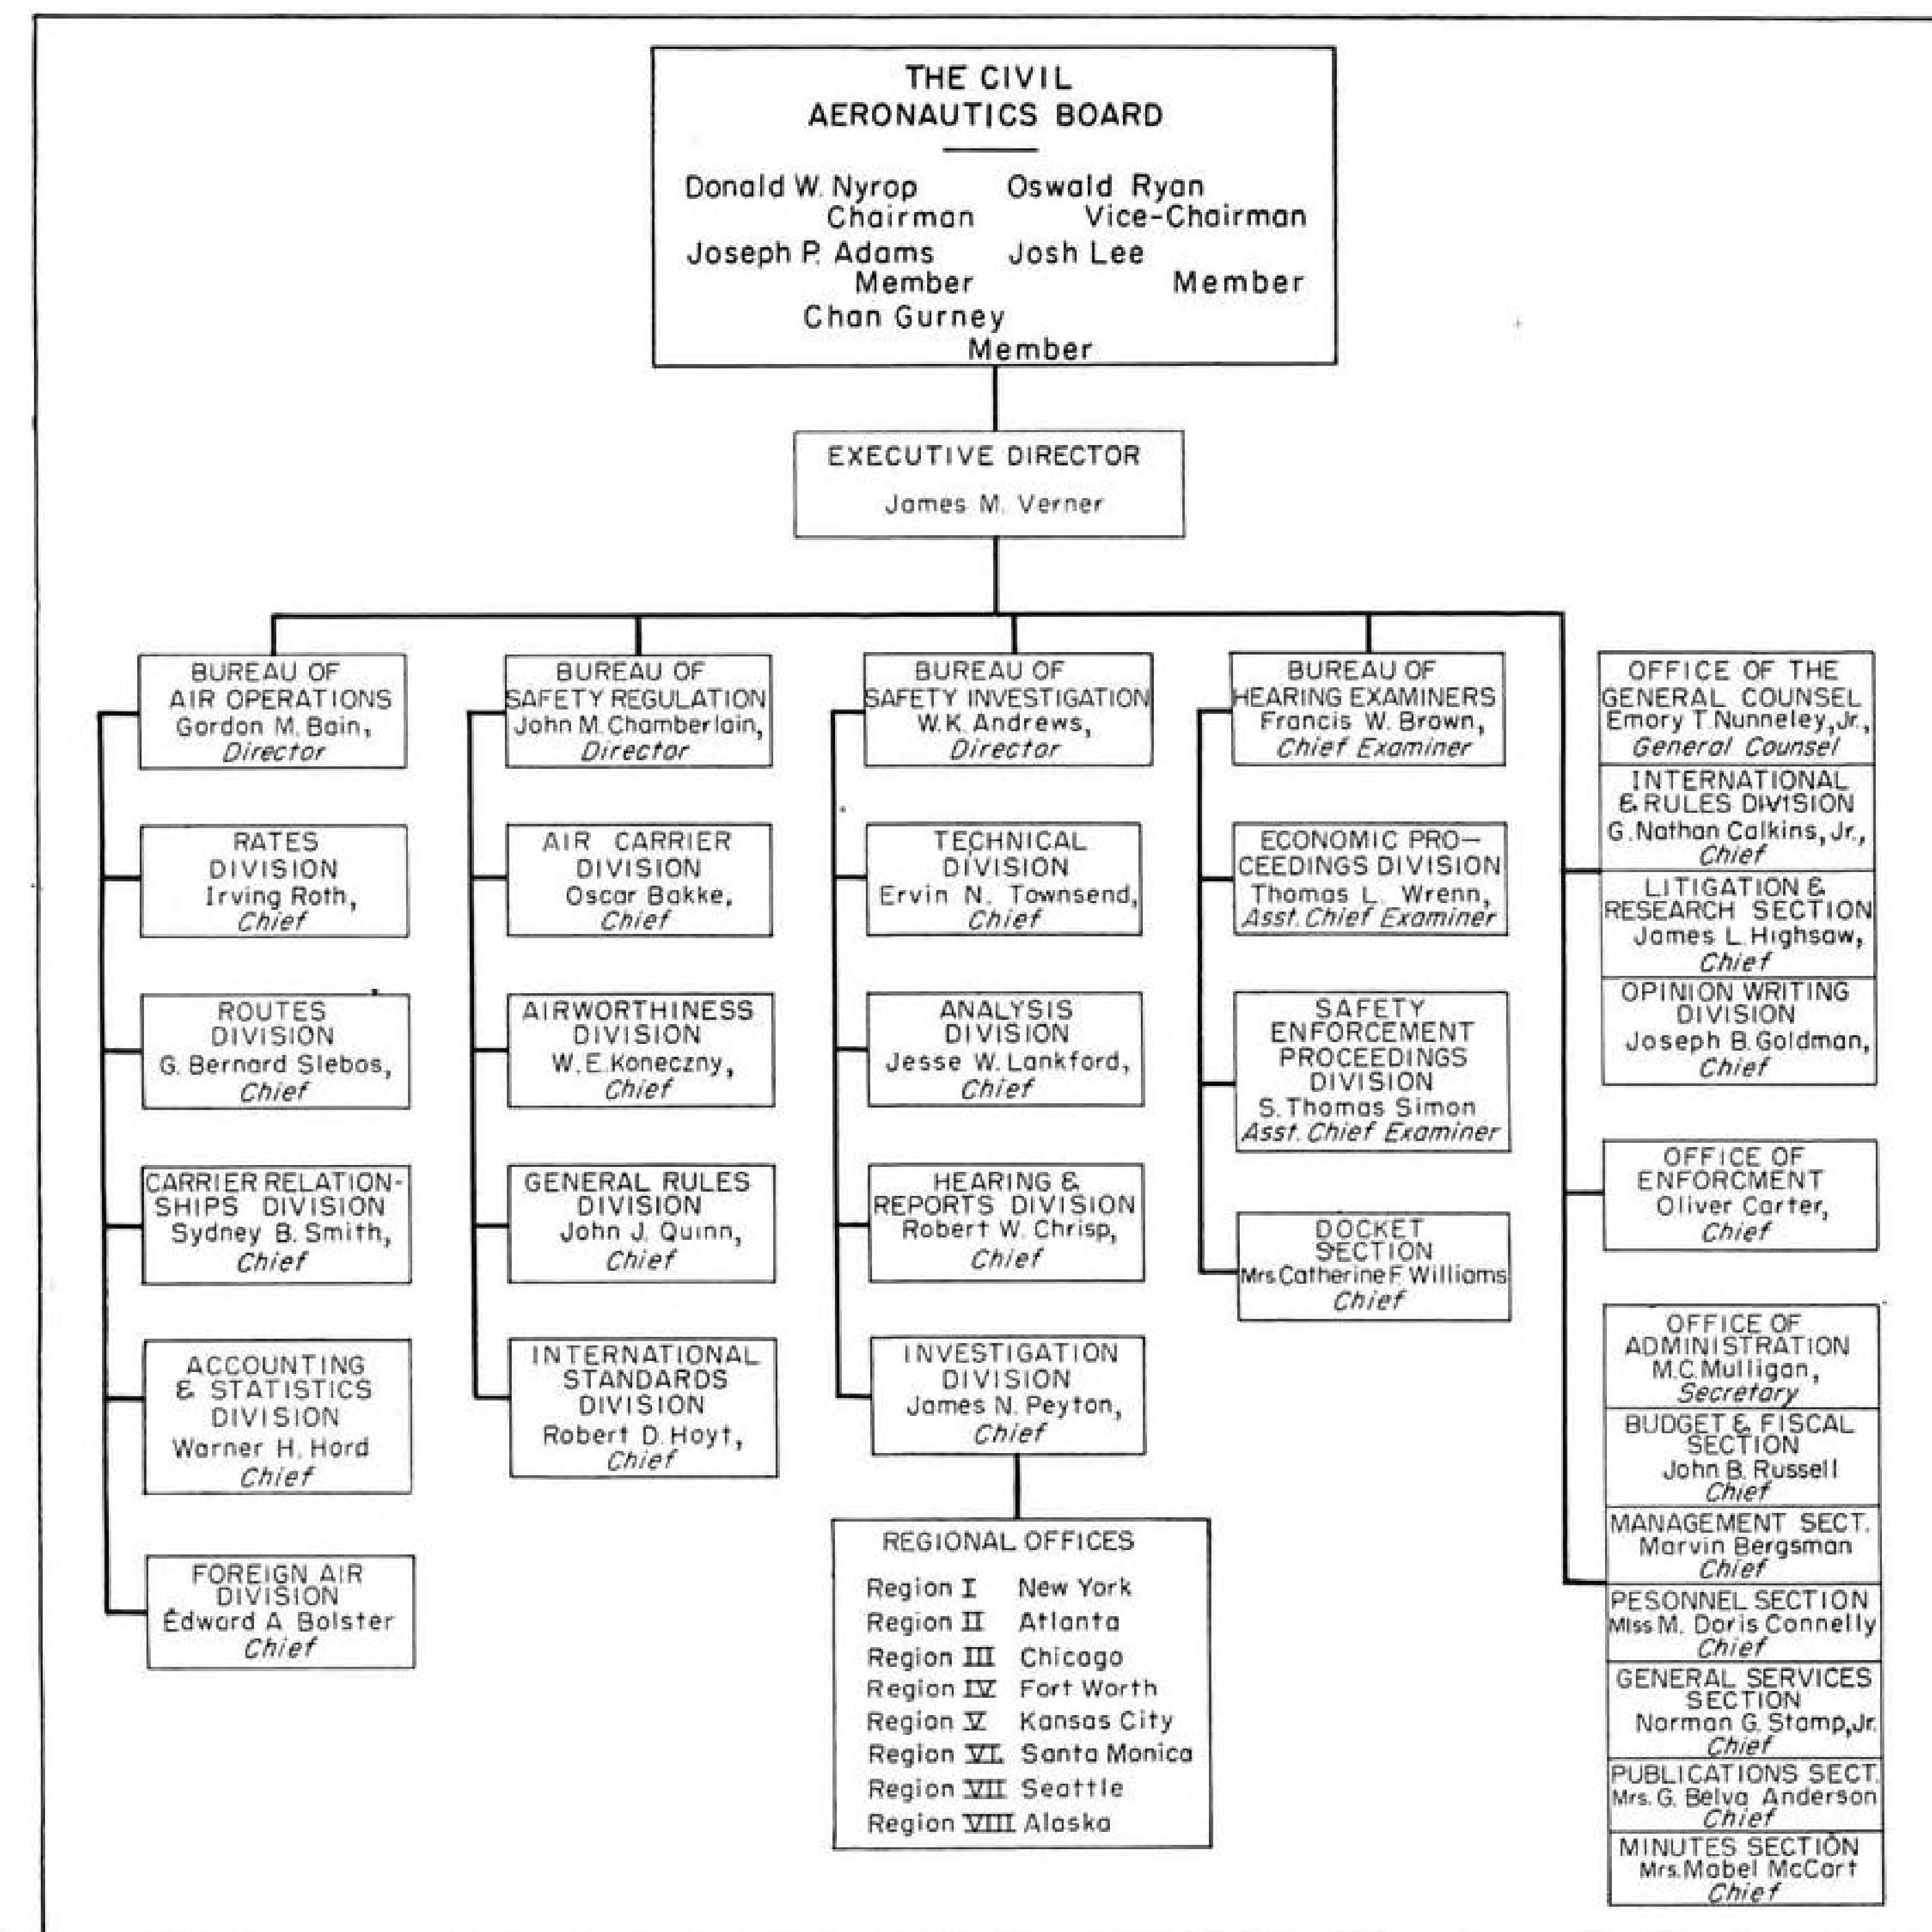 THE CIVIL
AERONAUTICS BOARD
Donald W. Nyrop
Chairman
Oswald Ryan
Vice-Chairman
Joseph P. Adams
Member
Josh Lee
Member
Chan Gurney
Member
EXECUTIVE DIRECTOR
James M. Verner
BUREAU OF
AIR OPERATIONS
Gordon M. Bain,
Director
RATES
DIVISION
Irving Roth,
Chief
ROUTES
DIVISION
G. Bernard Slebos,
Chief
CARRIER RELATION-
SHIPS DIVISION
Sydney B. Smith,
Chief
ACCOUNTING
& STATISTICS
DIVISION
Warner H. Hord
Chief
FOREIGN AIR
DIVISION
Edward A Bolster
Chief
BUREAU OF
SAFETY REGULATION
John M. Chamberlain,
Director
AIR CARRIER
DIVISION
Oscar Bakke,
Chief
AIRWORTHINESS
DIVISION
W. E. Koneczny,
Chief
GENERAL RULES
DIVISION
John J. Quinn,
Chief
INTERNATIONAL
STANDARDS
DIVISION
Robert D. Hoyt,
Chief
BUREAU OF
SAFETY INVESTIGATION
W. K. Andrews,
Director
TECHNICAL
DIVISION
Ervin N. Townsend,
Chief
ANALYSIS
DIVISION
Jesse W. Lankford,
Chief
HEARING &
REPORTS DIVISION
Robert W. Chrisp,
Chief
INVESTIGATION
DIVISION
James N. Peyton,
Chief
REGIONAL OFFICES
Region I New York
Region II Atlanta
Region III Chicago
Region IV Fort Worth
Region V Kansas City
Region VI Santa Monica
Region VII Seattle
Region VIII Alaska
BUREAU OF
HEARING EXAMINERS
Francis W. Brown,
Chief Examiner
ECONOMIC PRO-
CEEDINGS DIVISION
Thomas L. Wrenn,
Asst. Chief Examiner
SAFETY
ENFORCEMENT
PROCEEDINGS
DIVISION
S. Thomas Simon
Asst. Chief Examiner
DOCKET
SECTION
Mrs Catherine F. Williams
Chief
OFFICE OF THE
GENERAL COUNSEL
Emory T. Nunneley, Jr.,
General Counsel
INTERNATIONAL
& RULES DIVISION
G. Nathan Calkins, Jr.,
Chief
LITIGATION &
RESEARCH SECTION
James L. Highsaw,
Chief
OPINION WRITING
DIVISION
Joseph B. Goldman,
Chief
OFFICE OF
ENFORCMENT
Oliver Carter,
Chief
OFFICE OF
ADMINISTRATION
M. C. Mulligan,
Secretary
BUDGET & FISCAL
SECTION
John B. Russell
Chief
MANAGEMENT SECT.
Marvin Bergsman
Chief
PESONNEL SECTION
MIss M. Doris Connelly
Chief
GENERAL SERVICES
SECTION
Norman G. Stamp, Jr.
Chief
PUBLICATIONS SECT.
Mrs. G. Belva Anderson
Chief
MINUTES SECTION
Mrs. Mabel McCart
Chief